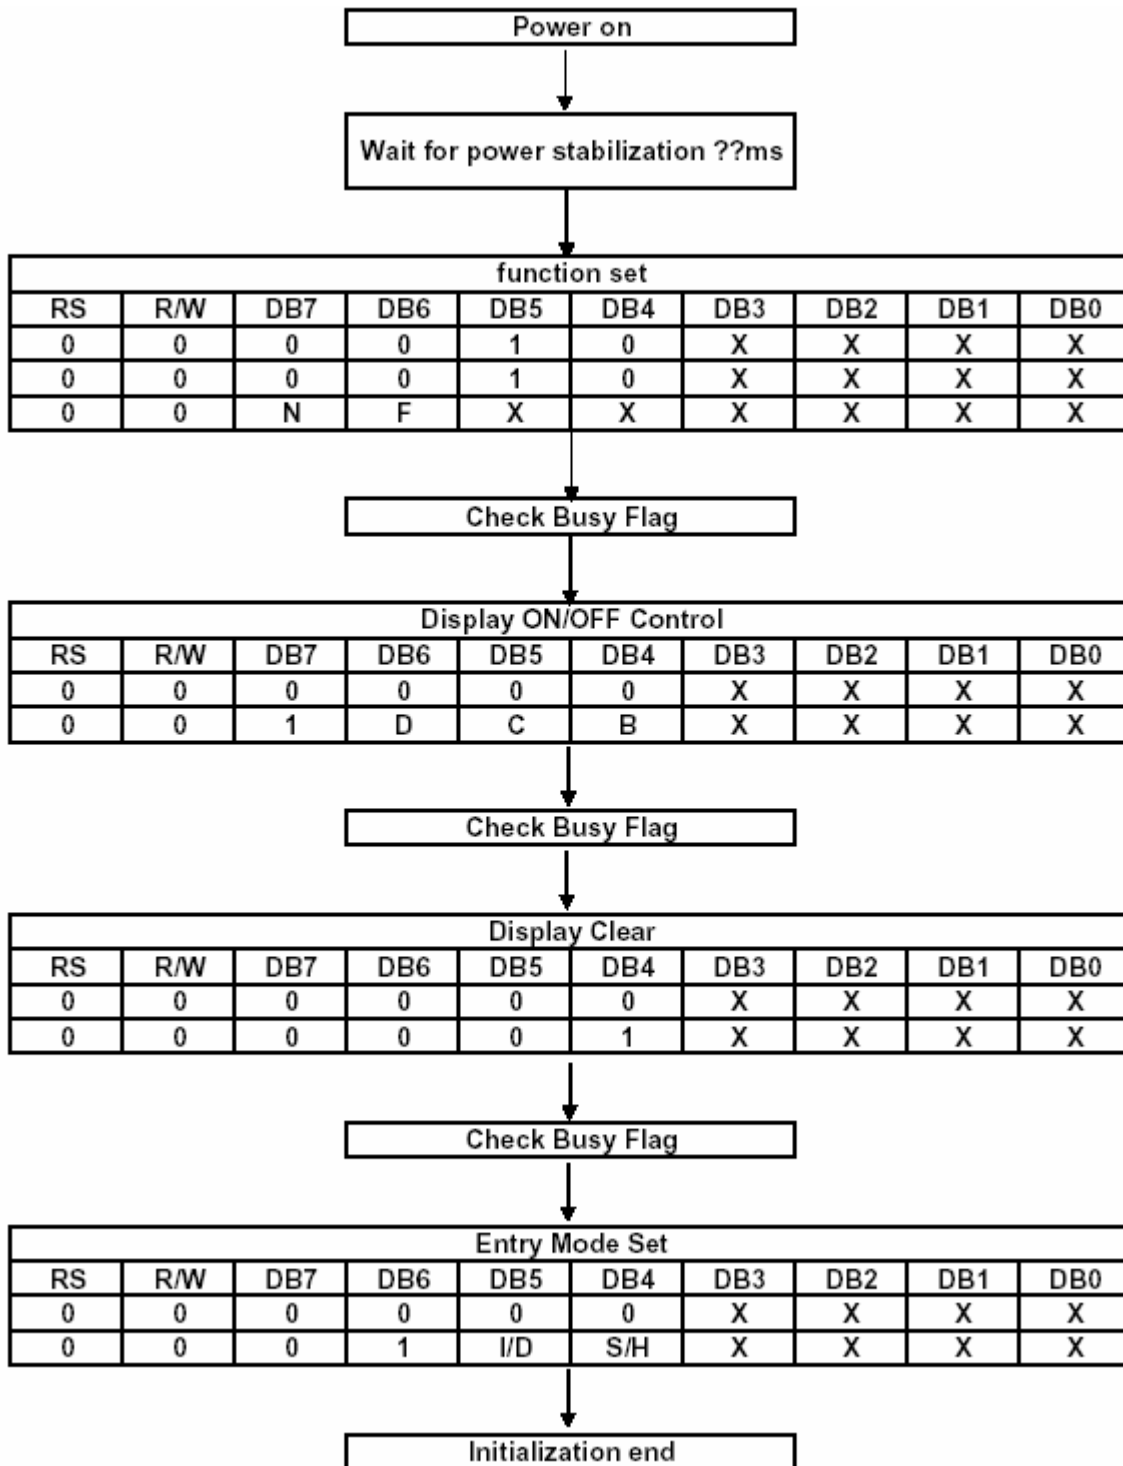 Power on
Wait for power stabilization ??ms
function set
RS R/W DB7 DB6 DB5 DB4 DB3 DB2 DB1 DB0
0 0 0 0 1 0 X X X X
0 0 0 0 1 0 X X X X
0 0 N F X X X X X X
Check Busy Flag
Display ON/OFF Control
RS R/W DB7 DB6 DB5 DB4 DB3 DB2 DB1 DB0
0 0 0 0 0 0 X X X X
0 0 1 D C B X X X X
Check Busy Flag
Display Clear
RS R/W DB7 DB6 DB5 DB4 DB3 DB2 DB1 DB0
0 0 0 0 0 0 X X X X
0 0 0 0 0 1 X X X X
Check Busy Flag
Entry Mode Set
RS R/W DB7 DB6 DB5 DB4 DB3 DB2 DB1 DB0
0 0 0 0 0 0 X X X X
0 0 0 1 I/D S/H X X X X
Initialization end